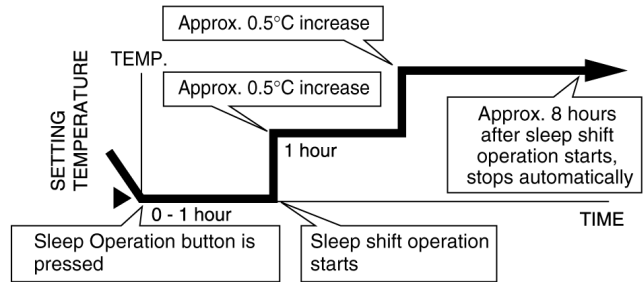 Approx. 0.5°C increase
TEMP.
Approx. 0.5°C increase
SETTING
TEMPERATURE
1 hour
Approx. 8 hours
after sleep shift
operation starts,
stops automatically
0 - 1 hour
TIME
Sleep Operation button is
pressed
Sleep shift operation
starts